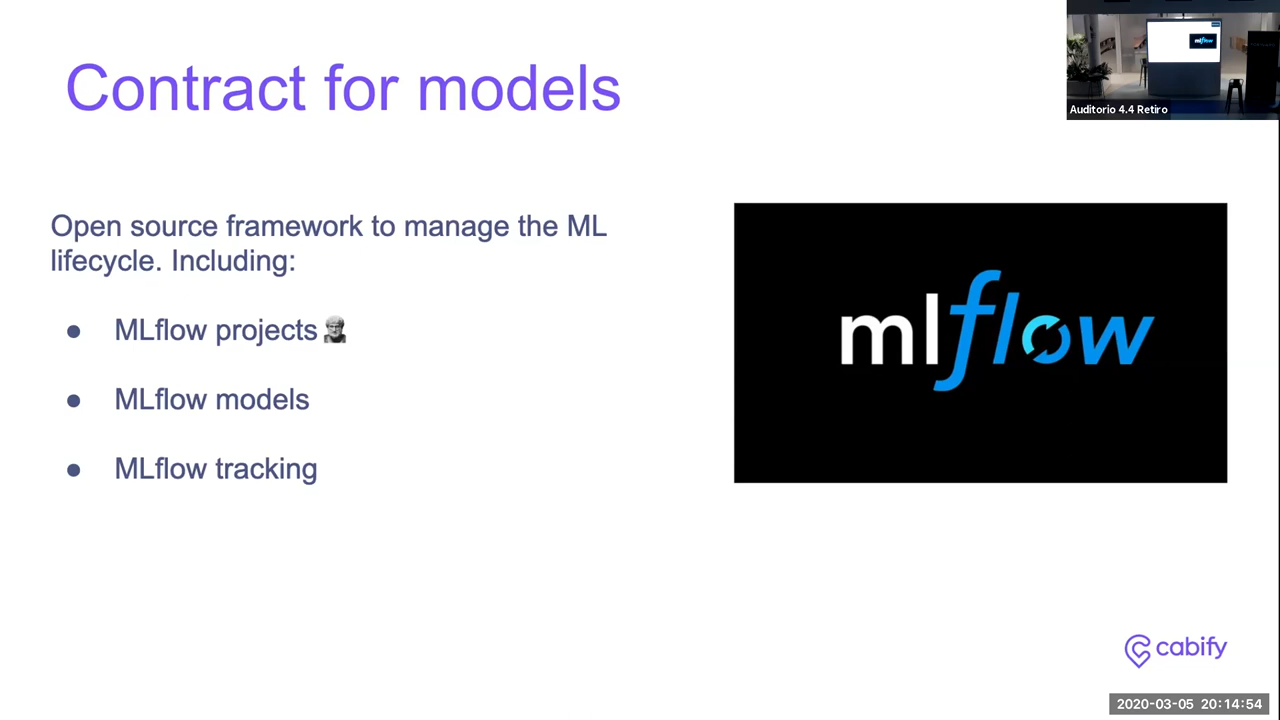 Contract for models
Auditorio 4.4 Retiro
Open source framework to manage the ML
lifecycle. Including:
● MLflow projects
● MLflow models
● MLflow tracking
mlflow
mlflow
cabify
2020-03-05 20:14:54